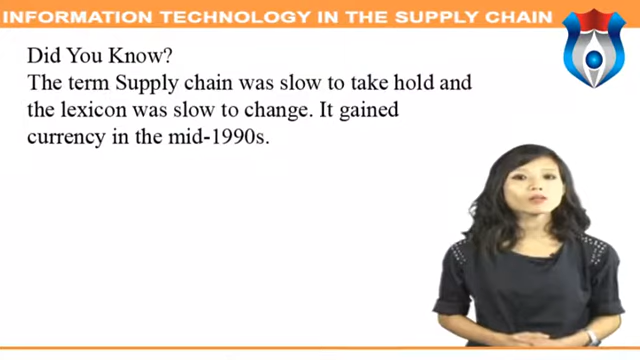 INFORMATION TECHNOLOGY IN THE SUPPLY CHAIN
Did You Know?
The term Supply chain was slow to take hold and
the lexicon was slow to change. It gained
currency in the mid-1990s.